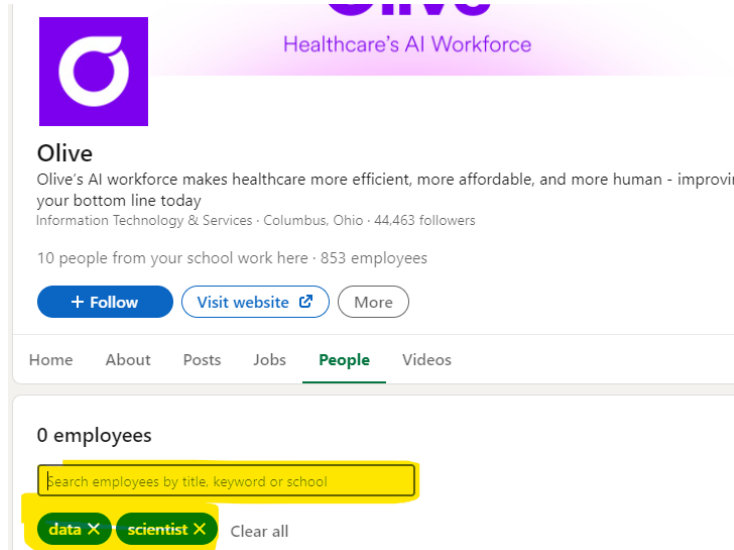 Healthcare's AI Workforce
Olive
Olive's AI workforce makes healthcare more efficient, more affordable, and more human -
your bottom line today
Information Technology & Services · Columbus, Ohio · 44,463 followers
10 people from your school work here · 853 employees
+ Follow Visit website More
Home About Posts Jobs People Videos
0 employees
Search employees by title, keyword or school
data × scientist × Clear all